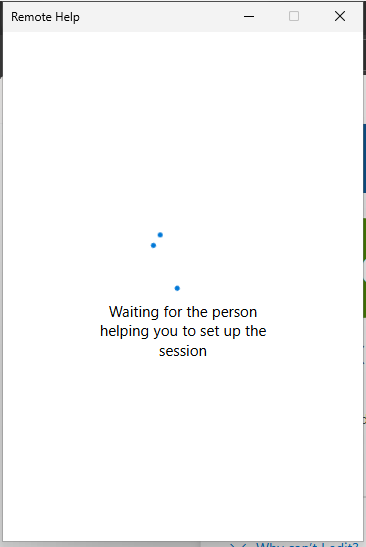 Remote Help
Waiting for the person
helping you to set up the
session
Why can't I edit?